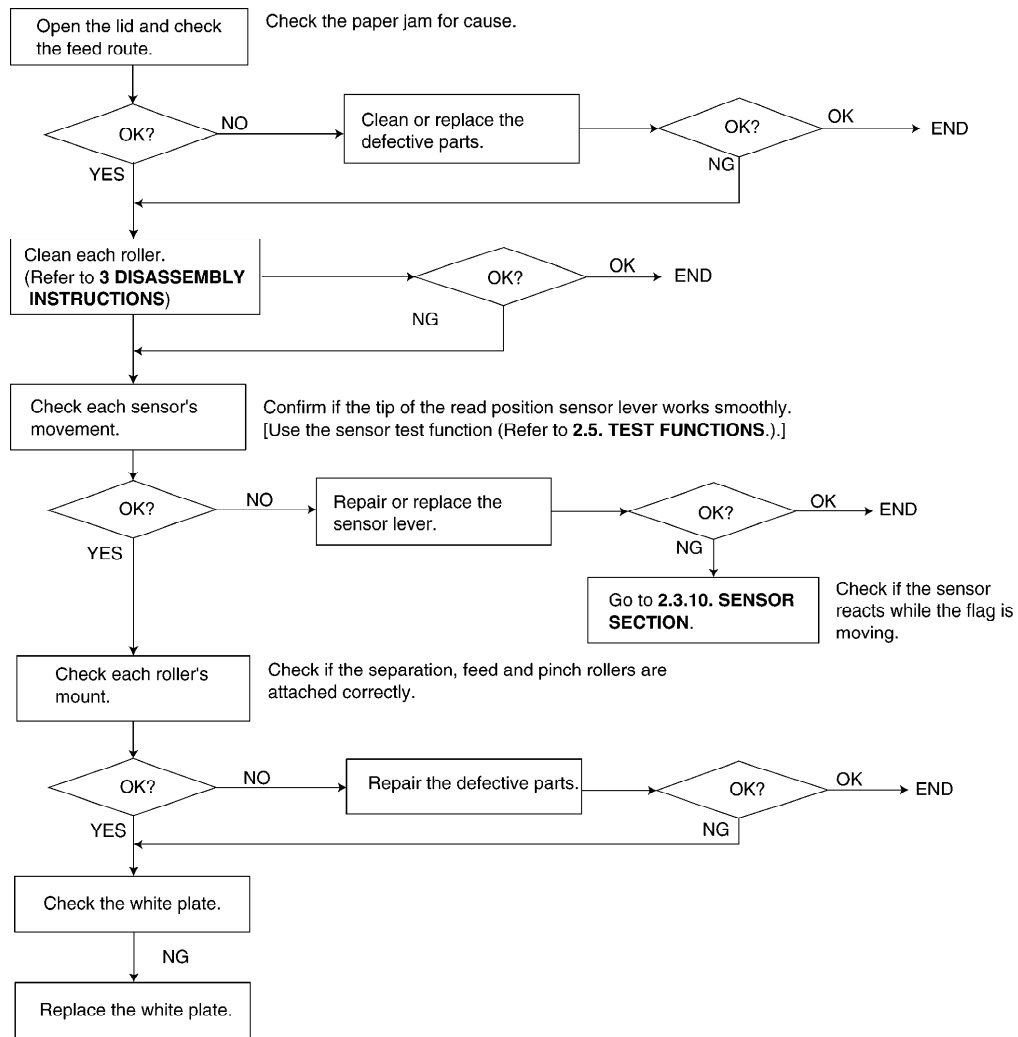 Open the lid and check
the feed route.
Check the paper jam for cause.
OK?
NO
Clean or replace the
defective parts.
OK?
OK
END
YES
NG
Clean each roller.
(Refer to 3 DISASSEMBLY
INSTRUCTIONS)
OK?
OK
END
NG
Check each sensor's
movement.
Confirm if the tip of the read position sensor lever works smoothly.
[Use the sensor test function (Refer to 2.5. TEST FUNCTIONS.).]
OK?
NO
Repair or replace the
sensor lever.
OK?
OK
END
YES
NG
Go to 2.3.10. SENSOR
SECTION.
Check if the sensor
reacts while the flag is
moving.
Check each roller's
mount.
Check if the separation, feed and pinch rollers are
attached correctly.
OK?
NO
Repair the defective parts.
OK?
OK
END
YES
NG
Check the white plate.
NG
Replace the white plate.